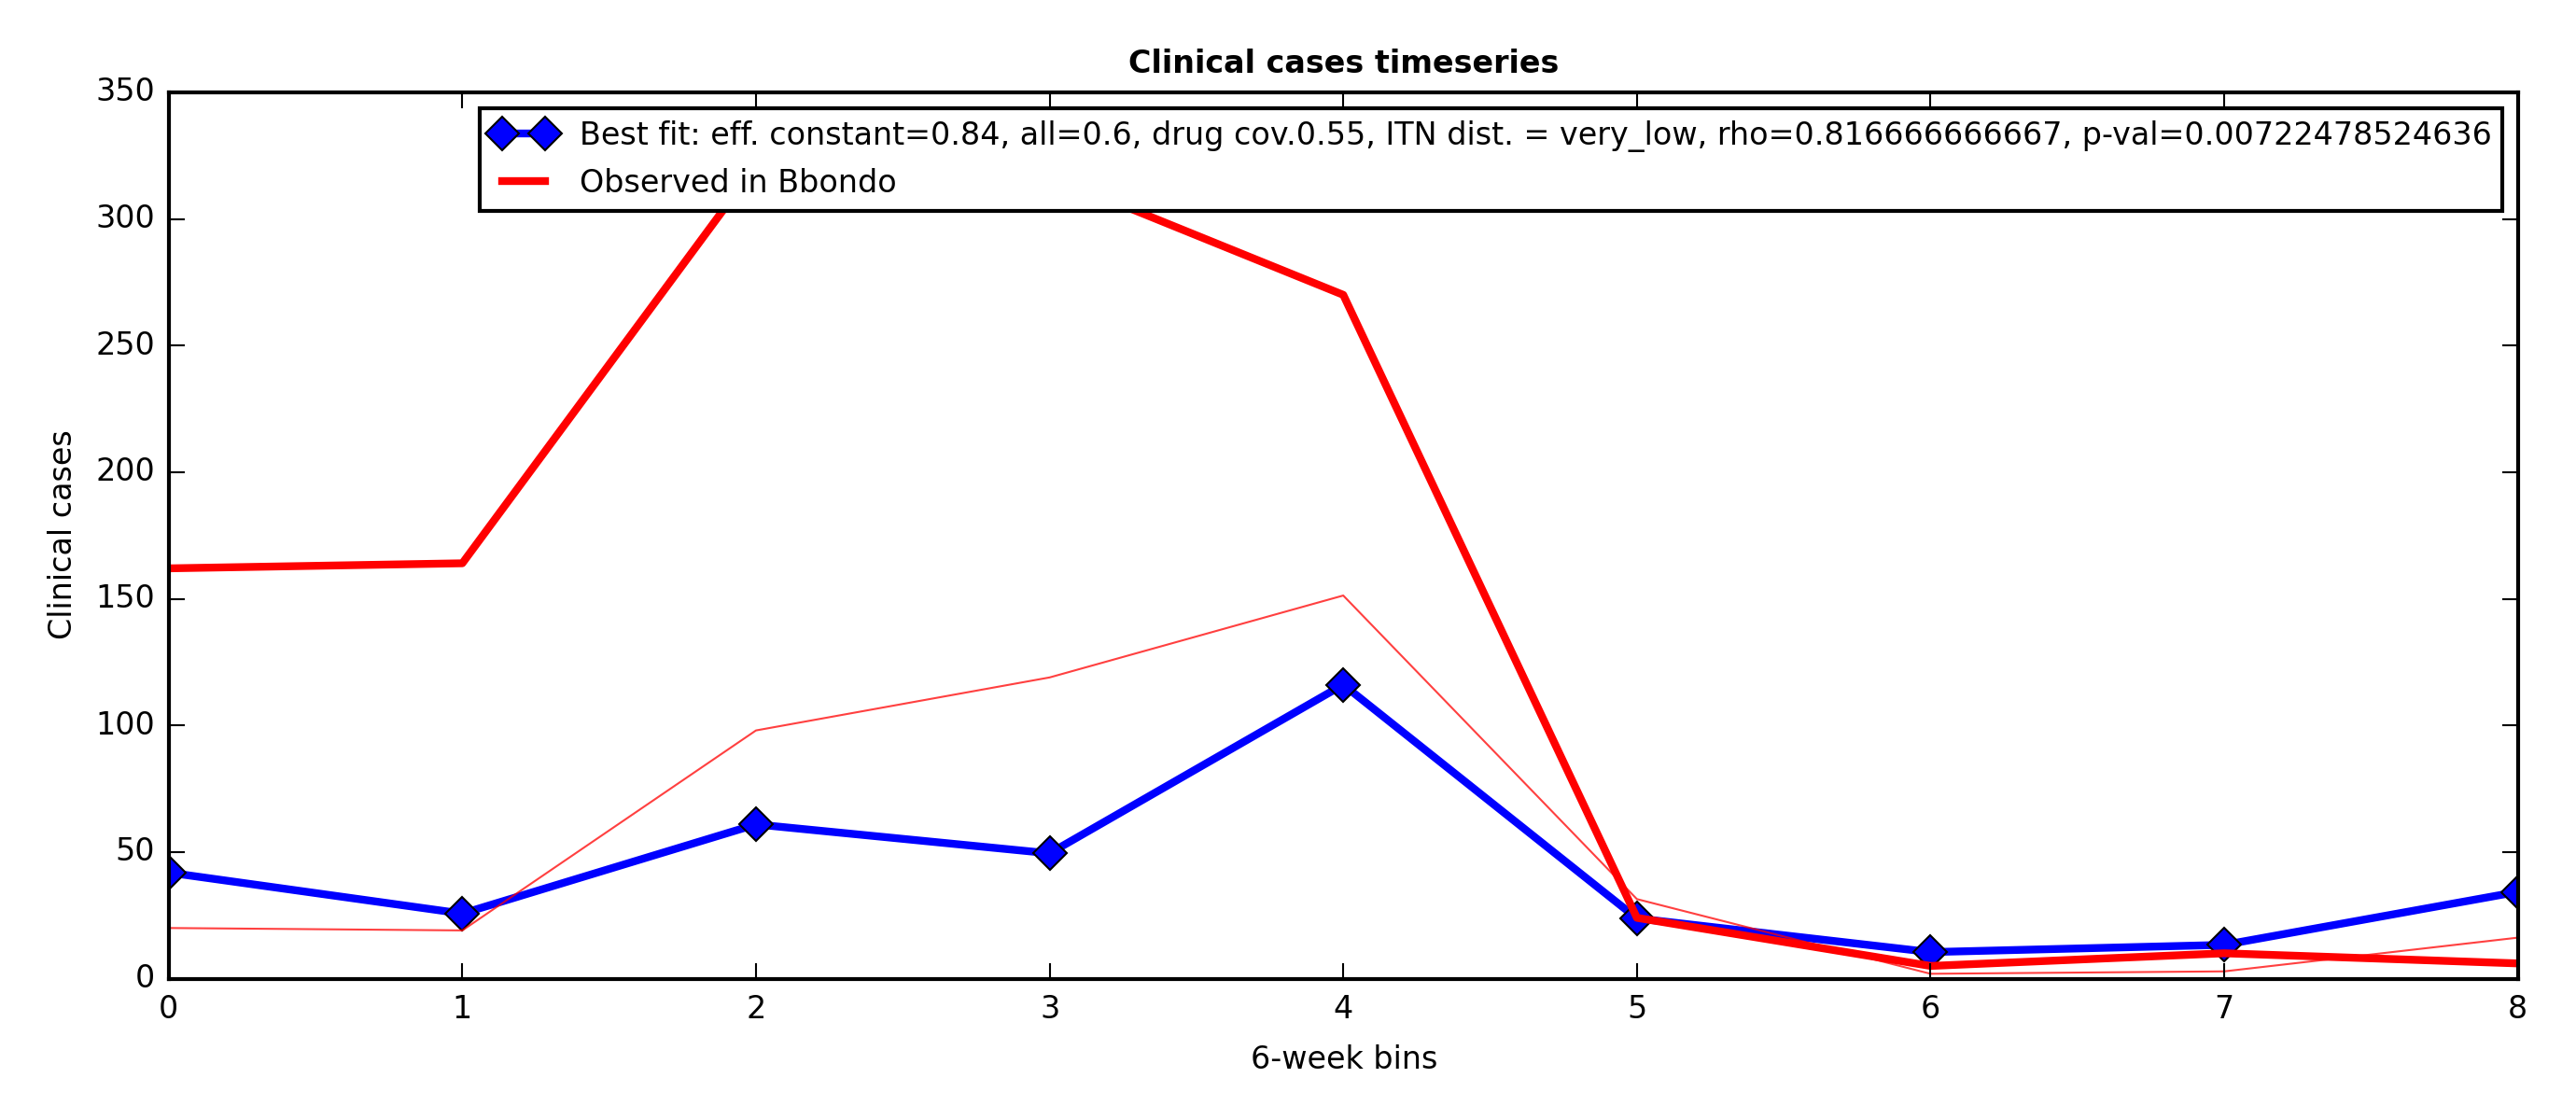 Clinical cases timeseries
Best fit: eff. constant=0.84, all=0.6, drug cov.0.55, ITN dist. = very_low, rho=0.816666666667, p-val=0.00722478524636
Observed in Bbondo
Clinical cases
350
300
250
200
150
100
50
0
0 1 2 3 4 5 6 7 8
6-week bins